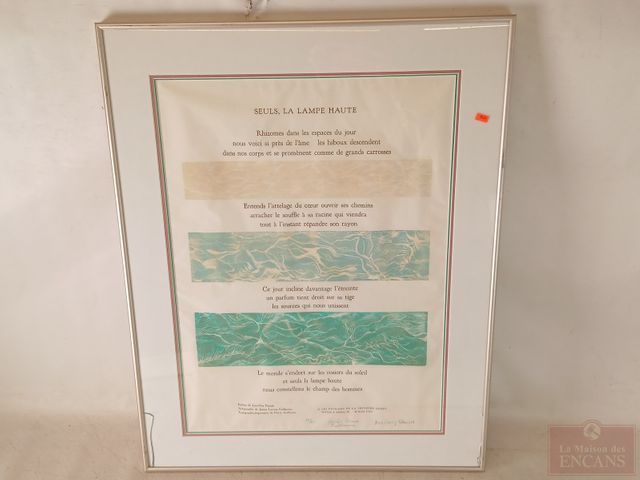 SEULS, LA LAMPE HAUTE
Rhizomes dans les espaces du jour
nous voici si près de l'âme les hiboux descendent
dans nos corps et se promènent comme de grands carrosses
Entends l'attelage du cœur ouvrir ses chemins
arracher le souffle à sa racine qui viendra
tout à l'instant répandre son rayon
Ce jour incline davantage l'étreinte
un parfum tient droit sur sa tige
les sources qui nous unissent
Le monde s'endort sur les rosiers du soleil
et seuls la lampe haute
nous constellons le champ des hommes
La Maison des
ENCANS